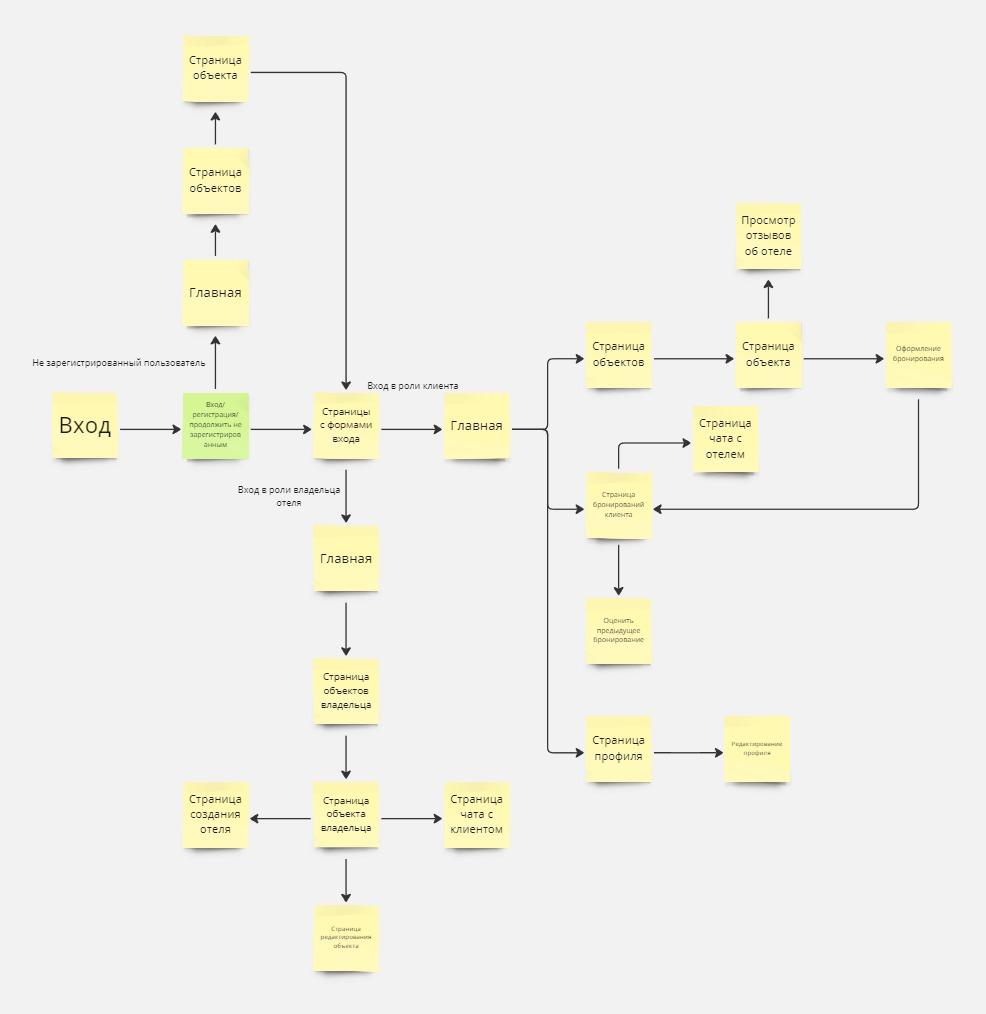 Страница
объекта
Страница
объектов
Главная
Просмотр
отзывов
об отеле
Не зарегистрированный пользователь
Вход
Вход/
регистрация/
продолжить не
зарегистриров
анным
Страницы
с формами
входа
Вход в роли клиента
Главная
Страница
объектов
Страница
объекта
Оформление
бронирования
Страница
чата с
отелем
Вход в роли владельца
отеля
Страница
бронирований
клиента
Главная
Оценить
предыдущее
бронирование
Страница
объектов
владельца
Страница
профиля
Редактирование
профиля
Страница
создания
отеля
Страница
объекта
владельца
Страница
чата с
клиентом
Страница
редактирования
объекта